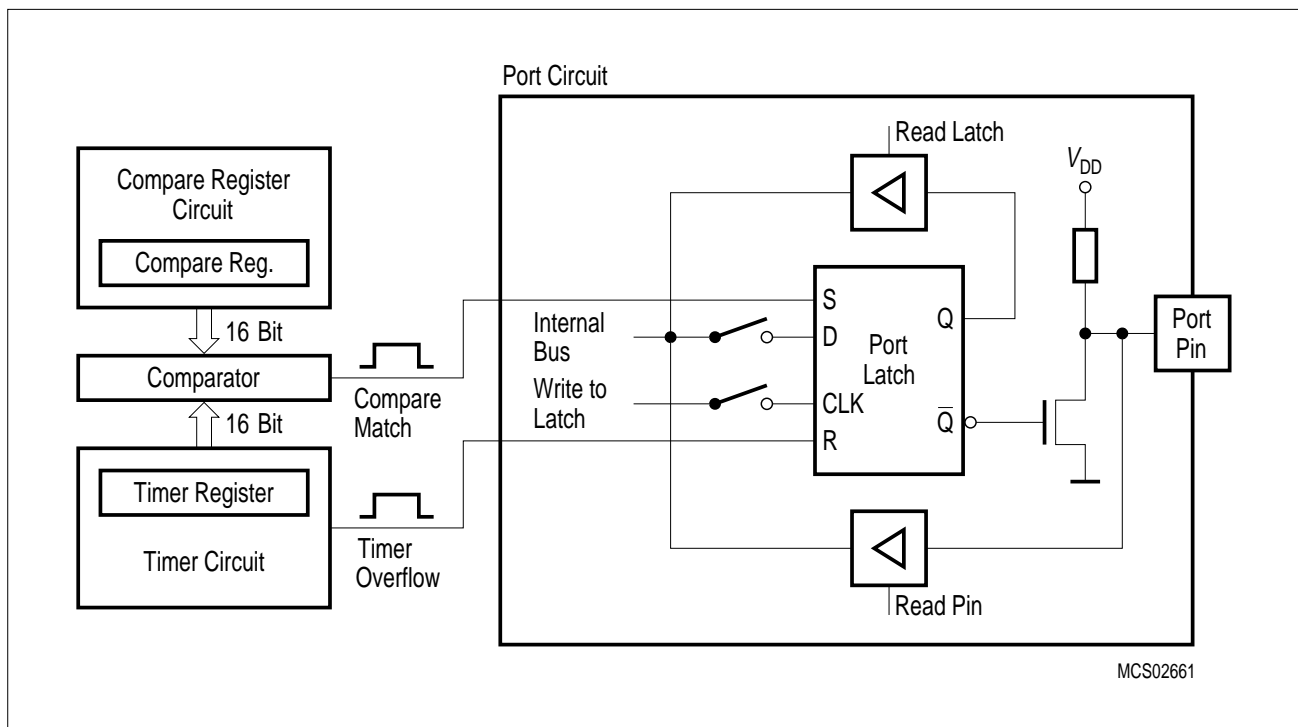 Port Circuit
Compare Register
Circuit
Compare Reg.
16 Bit
Comparator
16 Bit
Timer Register
Timer Circuit
Compare
Match
Timer
Overflow
Internal
Bus
Write to
Latch
Read Latch
S
D
CLK
R
Port
Latch
Q
Q̅
Read Pin
VDD
Port
Pin
MCS02661